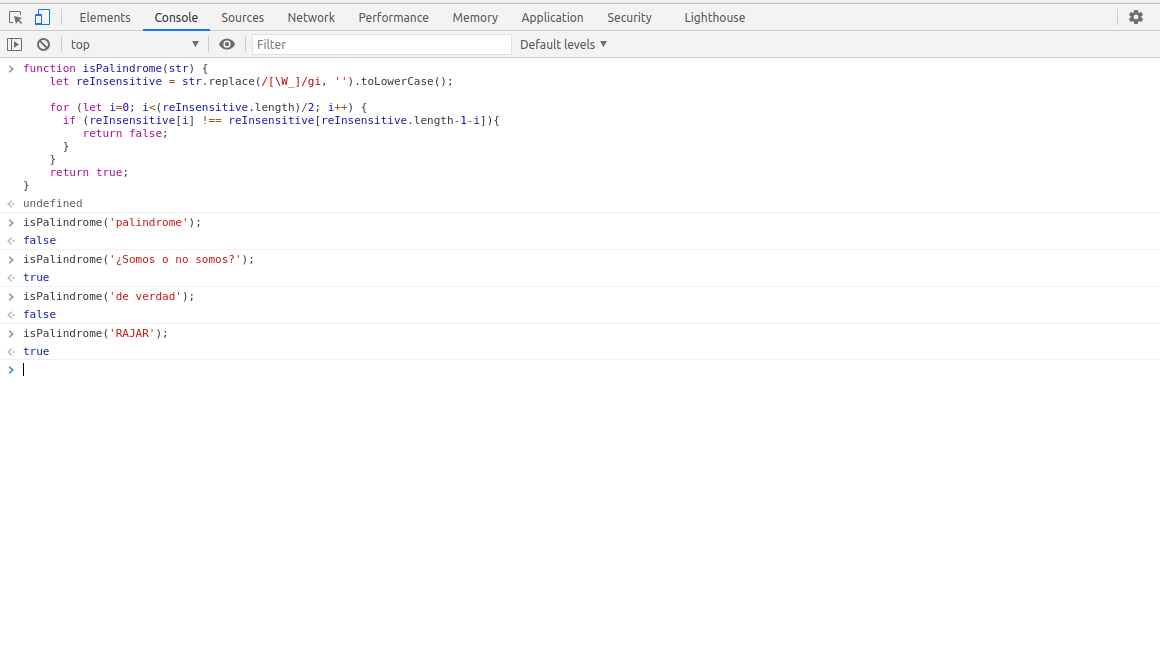 Elements Console Sources Network Performance Memory Application Security Lighthouse
top Filter Default levels
function isPalindrome(str) {
    let reInsensitive = str.replace(/[\W_]/gi, '').toLowerCase();
    for (let i=0; i<(reInsensitive.length)/2; i++) {
      if (reInsensitive[i] !== reInsensitive[reInsensitive.length-1-i]){
         return false;
      }
    }
    return true;
}
undefined
isPalindrome('palindrome');
false
isPalindrome('¿Somos o no somos?');
true
isPalindrome('de verdad');
false
isPalindrome('RAJAR');
true